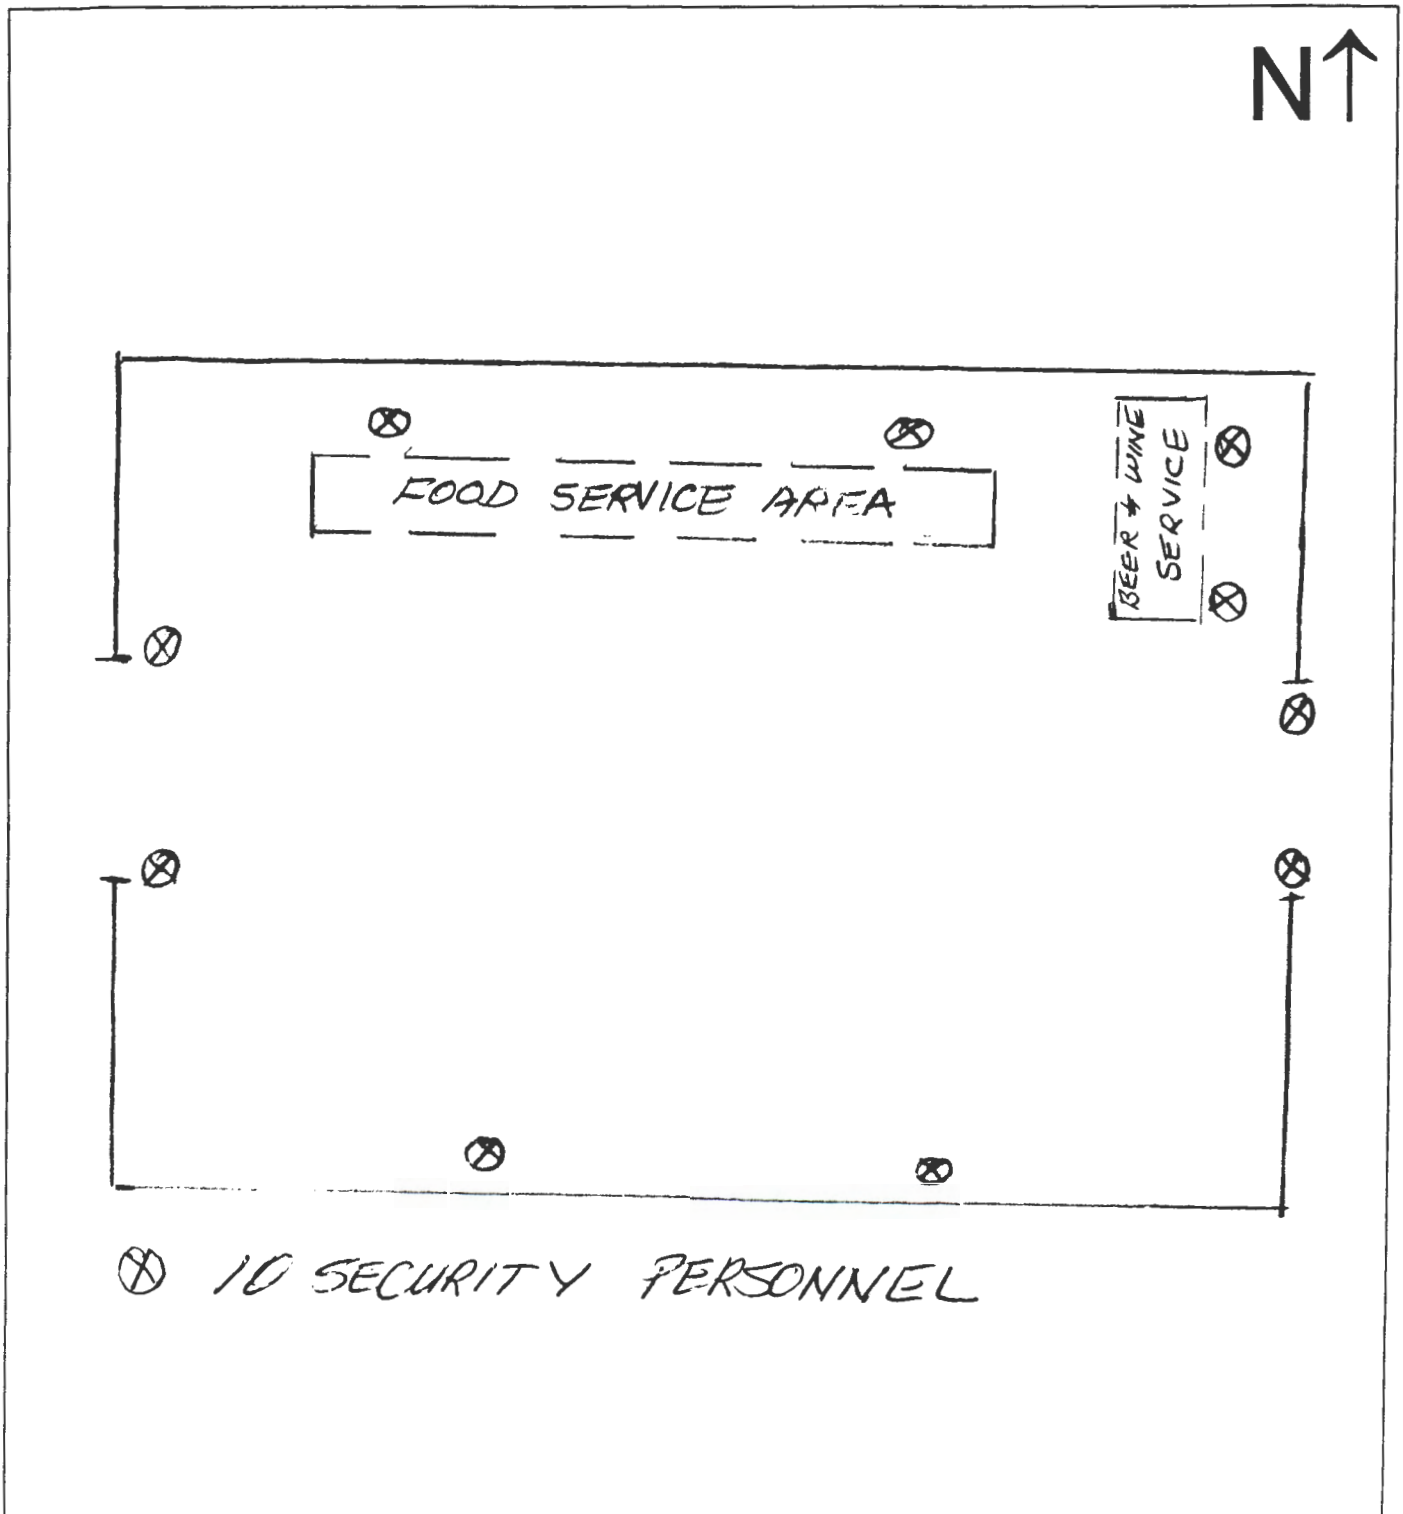 N↑
FOOD SERVICE AREA
BEER & WINE
SERVICE
10 SECURITY PERSONNEL